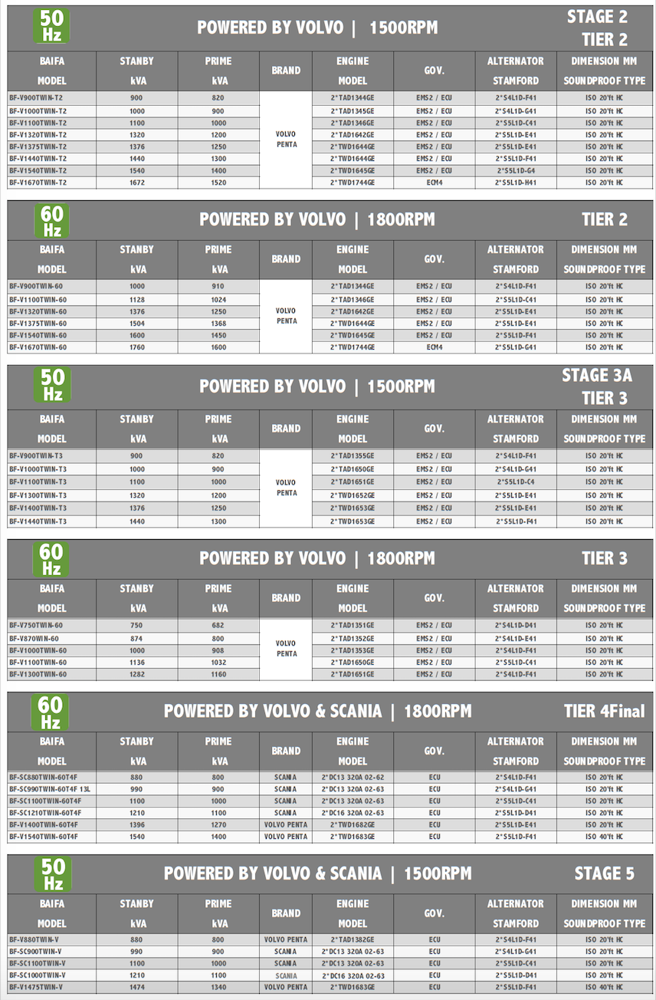 50 Hz POWERED BY VOLVO | 1500RPM STAGE 2 TIER 2
BAIFA MODEL STANBY kVA PRIME kVA BRAND ENGINE MODEL GOV. ALTERNATOR STAMFORD DIMENSION MM SOUNDPROOF TYPE
BF-V900TWIN-T2 900 820 VOLVO PENTA 2*TAD1344GE EMS2 / ECU 2*S4L1D-F41 ISO 20'ft HC
BF-V1000TWIN-T2 1000 900 2*TAD1345GE EMS2 / ECU 2*S4L1D-G41 ISO 20'ft HC
BF-V1100TWIN-T2 1100 1000 2*TAD1346GE EMS2 / ECU 2*S5L1D-C41 ISO 20'ft HC
BF-V1320TWIN-T2 1320 1200 2*TAD1642GE EMS2 / ECU 2*S5L1D-E41 ISO 20'ft HC
BF-V1375TWIN-T2 1376 1250 2*TWD1644GE EMS2 / ECU 2*S5L1D-E41 ISO 20'ft HC
BF-V1440TWIN-T2 1440 1300 2*TWD1644GE EMS2 / ECU 2*S5L1D-F41 ISO 20'ft HC
BF-V1540TWIN-T2 1540 1400 2*TWD1645GE EMS2 / ECU 2*S5L1D-G4 ISO 20'ft HC
BF-V1670TWIN-T2 1672 1520 2*TWD1744GE ECM4 2*S5L1D-H41 ISO 20'ft HC
60 Hz POWERED BY VOLVO | 1800RPM TIER 2
BAIFA MODEL STANBY kVA PRIME kVA BRAND ENGINE MODEL GOV. ALTERNATOR STAMFORD DIMENSION MM SOUNDPROOF TYPE
BF-V900TWIN-60 1000 910 VOLVO PENTA 2*TAD1344GE EMS2 / ECU 2*S4L1D-F41 ISO 20'ft HC
BF-V1100TWIN-60 1128 1024 2*TAD1346GE EMS2 / ECU 2*S5L1D-C41 ISO 20'ft HC
BF-V1320TWIN-60 1376 1250 2*TAD1642GE EMS2 / ECU 2*S5L1D-E41 ISO 20'ft HC
BF-V1375TWIN-60 1504 1368 2*TWD1644GE EMS2 / ECU 2*S5L1D-E41 ISO 20'ft HC
BF-V1540TWIN-60 1600 1450 2*TWD1645GE EMS2 / ECU 2*S5L1D-F41 ISO 20'ft HC
BF-V1670TWIN-60 1760 1600 2*TWD1744GE ECM4 2*S5L1D-G41 ISO 20'ft HC
50 Hz POWERED BY VOLVO | 1500RPM STAGE 3A TIER 3
BAIFA MODEL STANBY kVA PRIME kVA BRAND ENGINE MODEL GOV. ALTERNATOR STAMFORD DIMENSION MM SOUNDPROOF TYPE
BF-V900TWIN-T3 900 820 VOLVO PENTA 2*TAD1355GE EMS2 / ECU 2*S4L1D-F41 ISO 20'ft HC
BF-V1000TWIN-T3 1000 900 2*TAD1650GE EMS2 / ECU 2*S4L1D-G41 ISO 20'ft HC
BF-V1100TWIN-T3 1100 1000 2*TAD1651GE EMS2 / ECU 2*S5L1D-C4 ISO 20'ft HC
BF-V1300TWIN-T3 1320 1200 2*TWD1652GE EMS2 / ECU 2*S5L1D-E41 ISO 20'ft HC
BF-V1400TWIN-T3 1376 1250 2*TWD1653GE EMS2 / ECU 2*S5L1D-E41 ISO 20'ft HC
BF-V1440TWIN-T3 1440 1300 2*TWD1653GE EMS2 / ECU 2*S5L1D-F41 ISO 20'ft HC
60 Hz POWERED BY VOLVO | 1800RPM TIER 3
BAIFA MODEL STANBY kVA PRIME kVA BRAND ENGINE MODEL GOV. ALTERNATOR STAMFORD DIMENSION MM SOUNDPROOF TYPE
BF-V750TWIN-60 750 682 VOLVO PENTA 2*TAD1351GE EMS2 / ECU 2*S4L1D-D41 ISO 20'ft HC
BF-V870WIN-60 874 800 2*TAD1352GE EMS2 / ECU 2*S4L1D-E41 ISO 20'ft HC
BF-V1000TWIN-60 1000 908 2*TAD1353GE EMS2 / ECU 2*S4L1D-F41 ISO 20'ft HC
BF-V1100TWIN-60 1136 1032 2*TAD1650GE EMS2 / ECU 2*S5L1D-C41 ISO 20'ft HC
BF-V1300TWIN-60 1282 1160 2*TAD1651GE EMS2 / ECU 2*S4L1D-F41 ISO 20'ft HC
60 Hz POWERED BY VOLVO & SCANIA | 1800RPM TIER 4Final
BAIFA MODEL STANBY kVA PRIME kVA BRAND ENGINE MODEL GOV. ALTERNATOR STAMFORD DIMENSION MM SOUNDPROOF TYPE
BF-SC880TWIN-60T4F 880 800 SCANIA 2*DC13 320A 02-62 ECU 2*S4L1D-F41 ISO 20'ft HC
BF-SC990TWIN-60T4F 13L 990 900 SCANIA 2*DC13 320A 02-63 ECU 2*S4L1D-G41 ISO 20'ft HC
BF-SC1100TWIN-60T4F 1100 1000 SCANIA 2*DC13 320A 02-63 ECU 2*S5L1D-C41 ISO 20'ft HC
BF-SC1210TWIN-60T4F 1210 1100 SCANIA 2*DC16 320A 02-63 ECU 2*S5L1D-D41 ISO 20'ft HC
BF-V1400TWIN-60T4F 1396 1270 VOLVO PENTA 2*TWD1682GE ECU 2*S5L1D-E41 ISO 20'ft HC
BF-V1540TWIN-60T4F 1540 1400 VOLVO PENTA 2*TWD1683GE ECU 2*S5L1D-F41 ISO 40'ft HC
50 Hz POWERED BY VOLVO & SCANIA | 1500RPM STAGE 5
BAIFA MODEL STANBY kVA PRIME kVA BRAND ENGINE MODEL GOV. ALTERNATOR STAMFORD DIMENSION MM SOUNDPROOF TYPE
BF-V880TWIN-V 880 800 VOLVO PENTA 2*TAD1382GE ECU 2*S4L1D-F41 ISO 20'ft HC
BF-SC900TWIN-V 990 900 SCANIA 2*DC13 320A 02-63 ECU 2*S4L1D-G41 ISO 20'ft HC
BF-SC1100TWIN-V 1100 1000 SCANIA 2*DC13 320A 02-63 ECU 2*S5L1D-C41 ISO 20'ft HC
BF-SC1000TWIN-V 1210 1100 SCANIA 2*DC16 320A 02-63 ECU 2*S5L1D-D41 ISO 20'ft HC
BF-V1475TWIN-V 1474 1340 VOLVO PENTA 2*TWD1683GE ECU 2*S5L1D-F41 ISO 40'ft HC